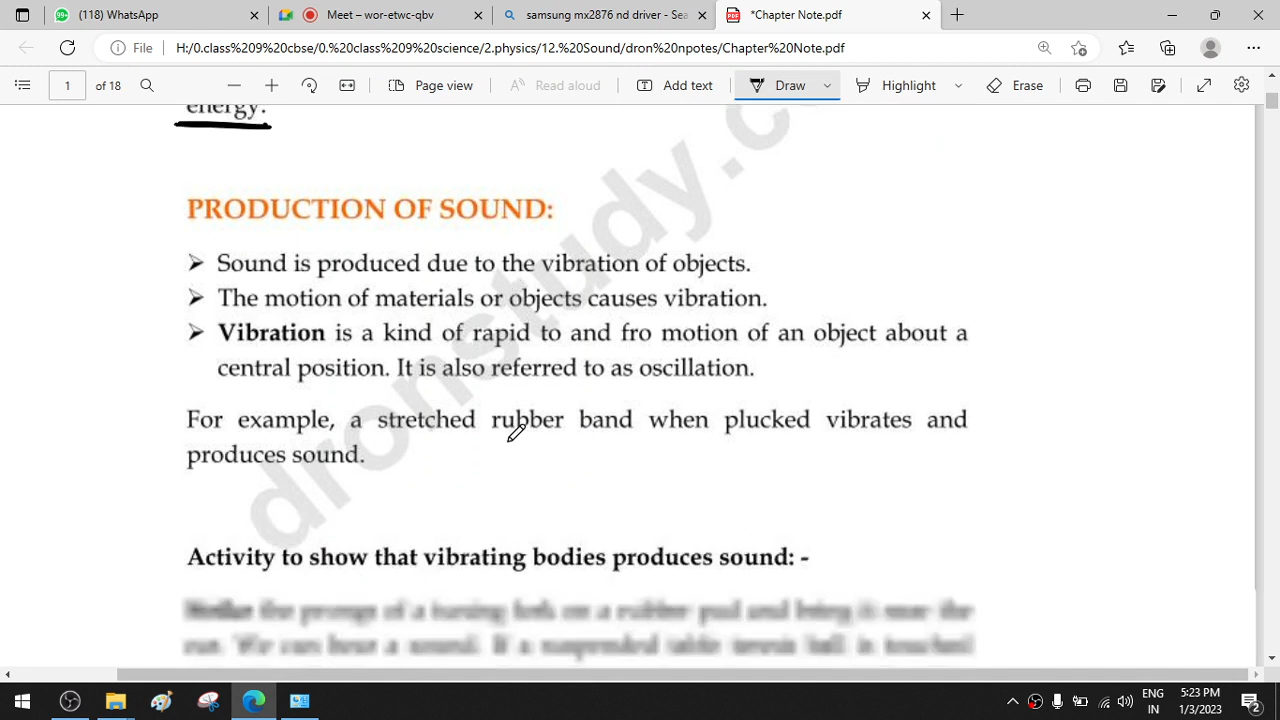 (118) WhatsApp
Meet – wor-etwc-qbv
samsung mx2876 nd driver - Sea
*Chapter Note.pdf
File
H:/0.class%209%20cbse/0.%20class%209%20science/2.physics/12.%20Sound/dron%20npotes/Chapter%20Note.pdf
1 of 18
Page view
Read aloud
Add text
Draw
Highlight
Erase
energy.
PRODUCTION OF SOUND:
➢ Sound is produced due to the vibration of objects.
➢ The motion of materials or objects causes vibration.
➢ Vibration is a kind of rapid to and fro motion of an object about a
central position. It is also referred to as oscillation.
For example, a stretched rubber band when plucked vibrates and
produces sound.
Activity to show that vibrating bodies produces sound: -
dronstudy.c
ENG
IN
5:23 PM
1/3/2023
2